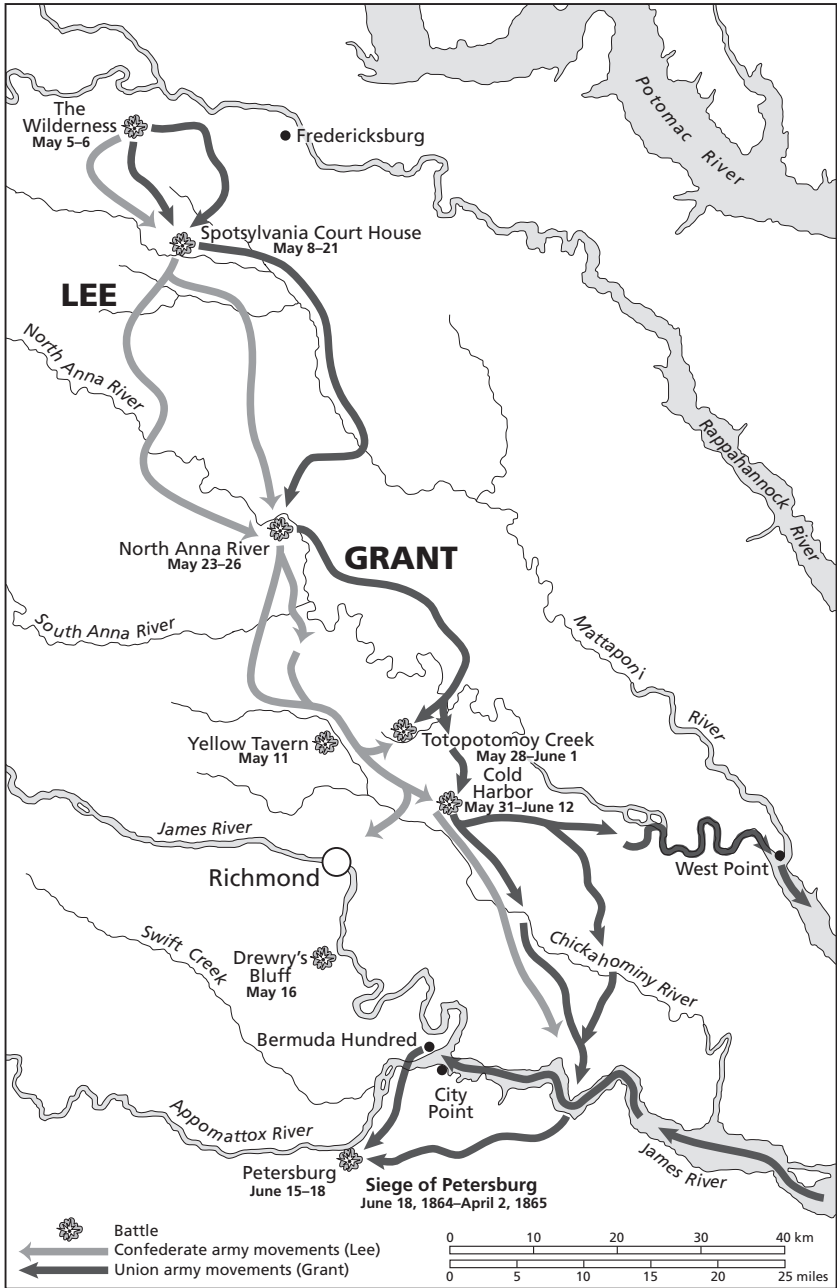 Potomac River
The
Wilderness
May 5–6
Fredericksburg
Spotsylvania Court House
May 8–21
LEE
North Anna River
Rappahannock River
North Anna River
May 23–26
GRANT
South Anna River
Mattaponi River
Yellow Tavern
May 11
Totopotomoy Creek
May 28–June 1
Cold
Harbor
May 31–June 12
James River
Richmond
West Point
Swift Creek
Drewry's
Bluff
May 16
Chickahominy River
Bermuda Hundred
City
Point
Appomattox River
James River
Petersburg
June 15–18
Siege of Petersburg
June 18, 1864–April 2, 1865
Battle
Confederate army movements (Lee)
Union army movements (Grant)
0 10 20 30 40 km
0 5 10 15 20 25 miles